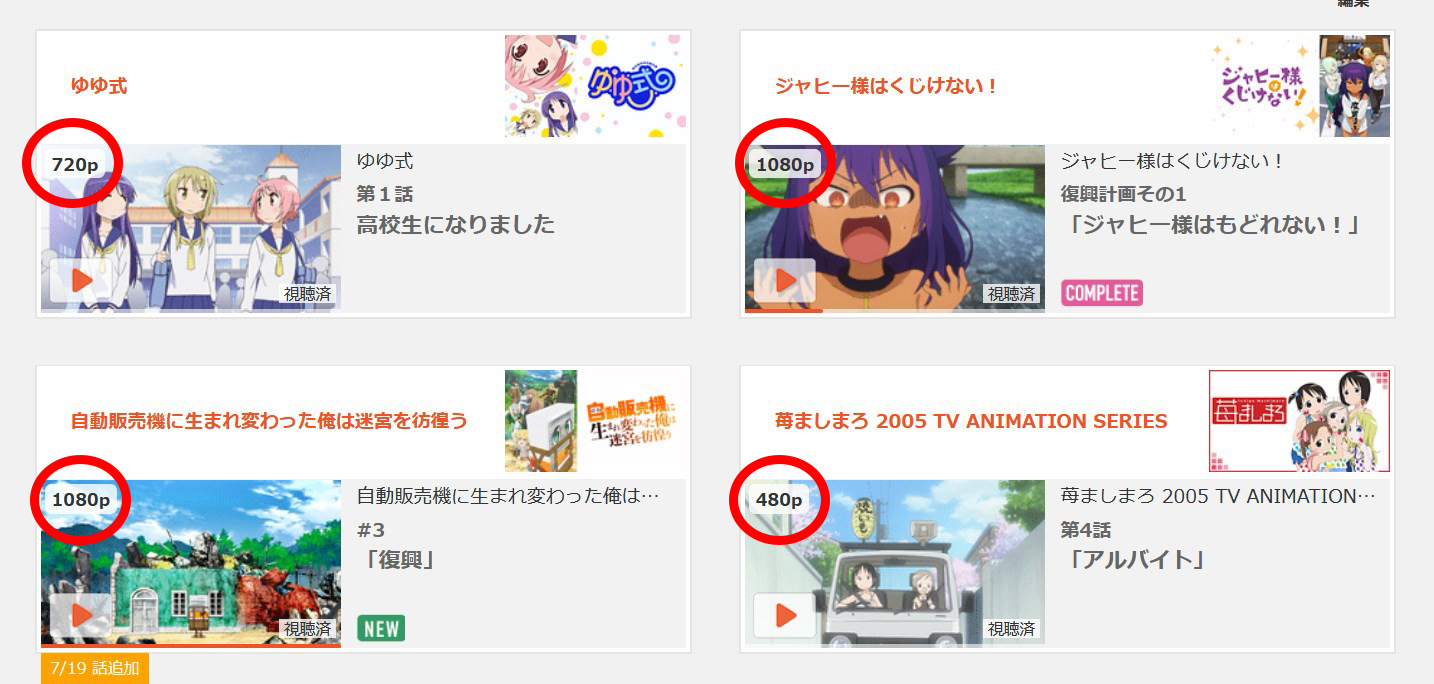 編集
ゆゆ式
ゆゆ式
720p
ゆゆ式
第１話
高校生になりました
視聴済
ジャヒー様はくじけない！
ジャヒー様はくじけない！
1080p
ジャヒー様はくじけない！
復興計画その1
「ジャヒー様はもどれない！」
COMPLETE
視聴済
自動販売機に生まれ変わった俺は迷宮を彷徨う
自動販売機に
生まれ変わった俺は
迷宮を彷徨う
1080p
自動販売機に生まれ変わった俺は…
#3
「復興」
NEW
視聴済
7/19 話追加
苺ましまろ 2005 TV ANIMATION SERIES
苺ましまろ
480p
苺ましまろ 2005 TV ANIMATION…
第4話
「アルバイト」
焼いも
視聴済